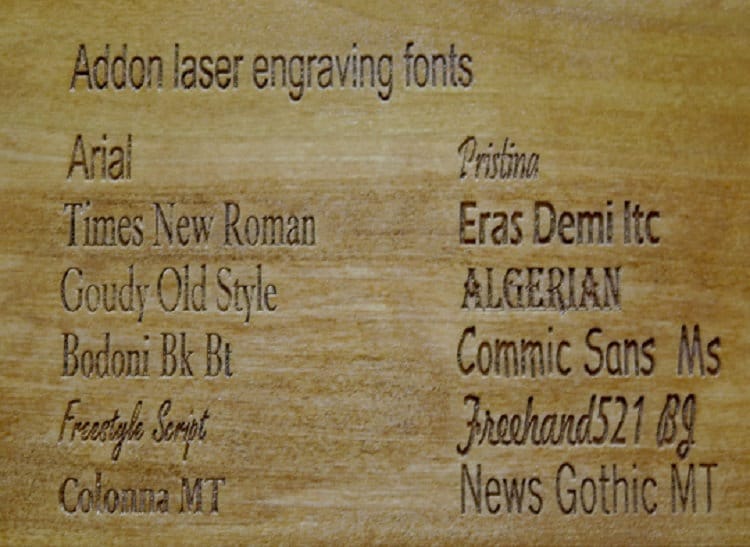 Addon laser engraving fonts
Arial
Times New Roman
Goudy Old Style
Bodoni Bk Bt
Freestyle Script
Colonna MT
Pristina
Eras Demi Itc
ALGERIAN
Commic Sans Ms
Freehand521 BJ
News Gothic MT